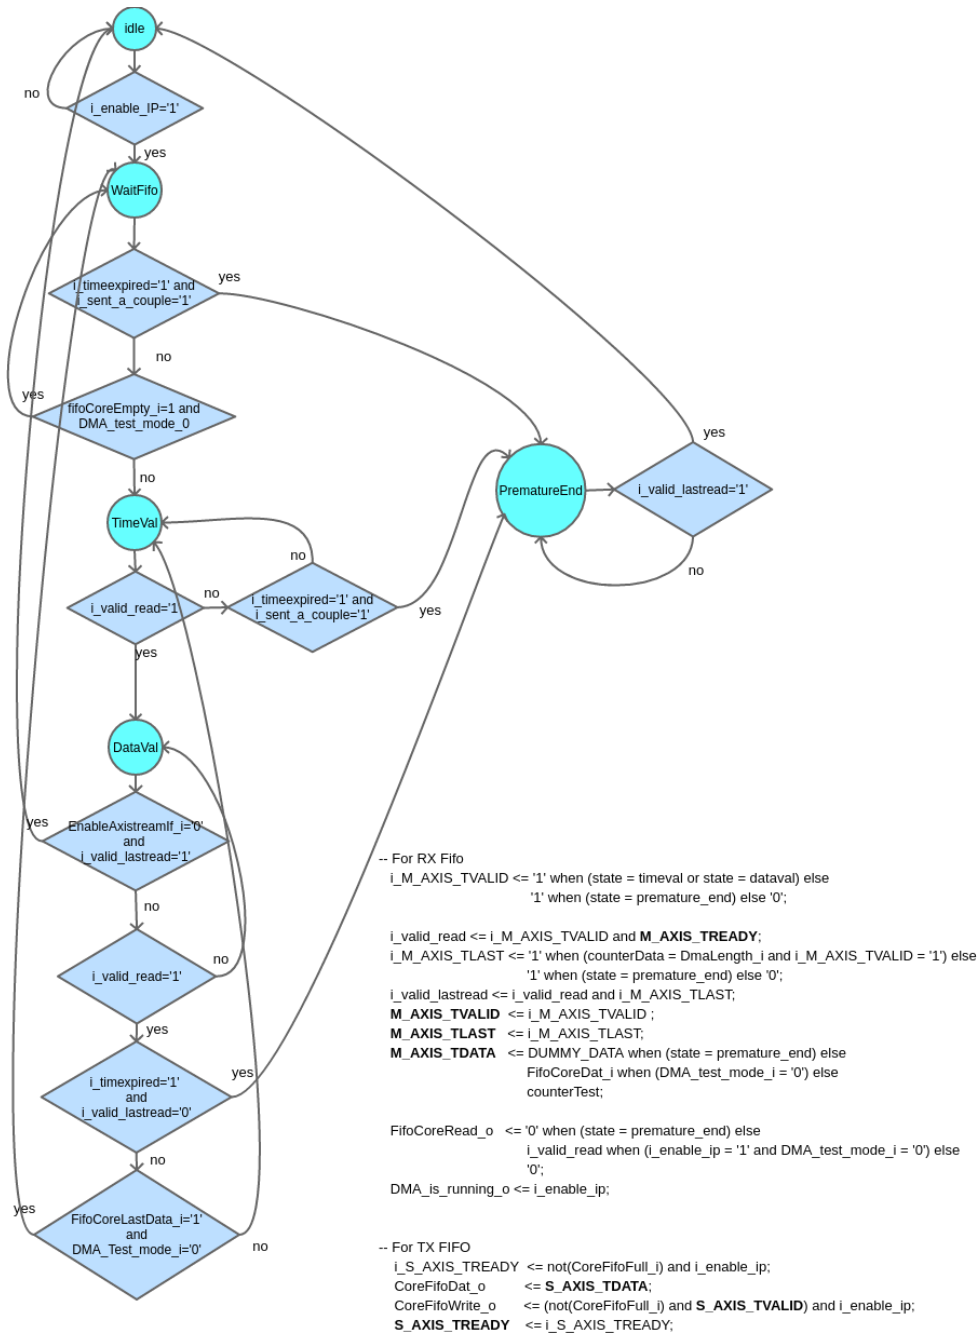 idle
no
i_enable_IP='1'
yes
WaitFifo
yes
i_timeexpired='1' and
i_sent_a_couple='1'
no
yes
fifoCoreEmpty_i=1 and
DMA_test_mode_0
yes
no
PrematureEnd
i_valid_lastread='1'
TimeVal
no
no
no
i_valid_read='1'
i_timeexpired='1' and
i_sent_a_couple='1'
yes
yes
DataVal
yes
EnableAxistreamIf_i='0'
and
i_valid_lastread='1'
no
i_valid_read='1'
no
yes
i_timxpired='1'
and
i_valid_lastread='0'
yes
no
yes
FifoCoreLastData_i='1'
and
DMA_Test_mode_i='0'
no
-- For RX Fifo
i_M_AXIS_TVALID <= '1' when (state = timeval or state = dataval) else
'1' when (state = premature_end) else '0';
i_valid_read <= i_M_AXIS_TVALID and M_AXIS_TREADY;
i_M_AXIS_TLAST <= '1' when (counterData = DmaLength_i and i_M_AXIS_TVALID = '1') else
'1' when (state = premature_end) else '0';
i_valid_lastread <= i_valid_read and i_M_AXIS_TLAST;
M_AXIS_TVALID <= i_M_AXIS_TVALID ;
M_AXIS_TLAST <= i_M_AXIS_TLAST;
M_AXIS_TDATA <= DUMMY_DATA when (state = premature_end) else
FifoCoreDat_i when (DMA_test_mode_i = '0') else
counterTest;
FifoCoreRead_o <= '0' when (state = premature_end) else
i_valid_read when (i_enable_ip = '1' and DMA_test_mode_i = '0') else
'0';
DMA_is_running_o <= i_enable_ip;
-- For TX FIFO
i_S_AXIS_TREADY <= not(CoreFifoFull_i) and i_enable_ip;
CoreFifoDat_o <= S_AXIS_TDATA;
CoreFifoWrite_o <= (not(CoreFifoFull_i) and S_AXIS_TVALID) and i_enable_ip;
S_AXIS_TREADY <= i_S_AXIS_TREADY;